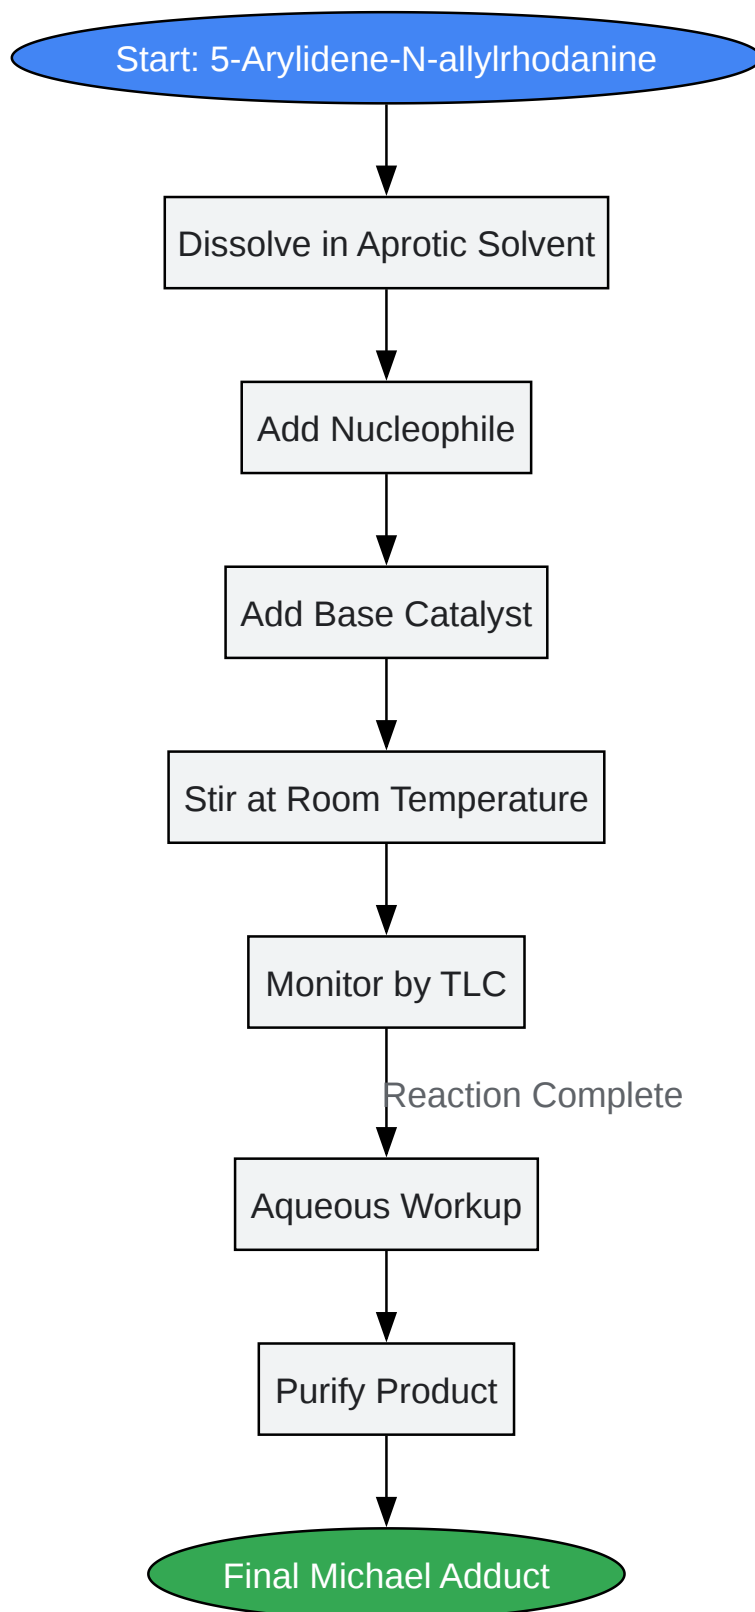 Start: 5-Arylidene-N-allylrhodanine
Dissolve in Aprotic Solvent
Add Nucleophile
Add Base Catalyst
Stir at Room Temperature
Monitor by TLC
Reaction Complete
Aqueous Workup
Purify Product
Final Michael Adduct